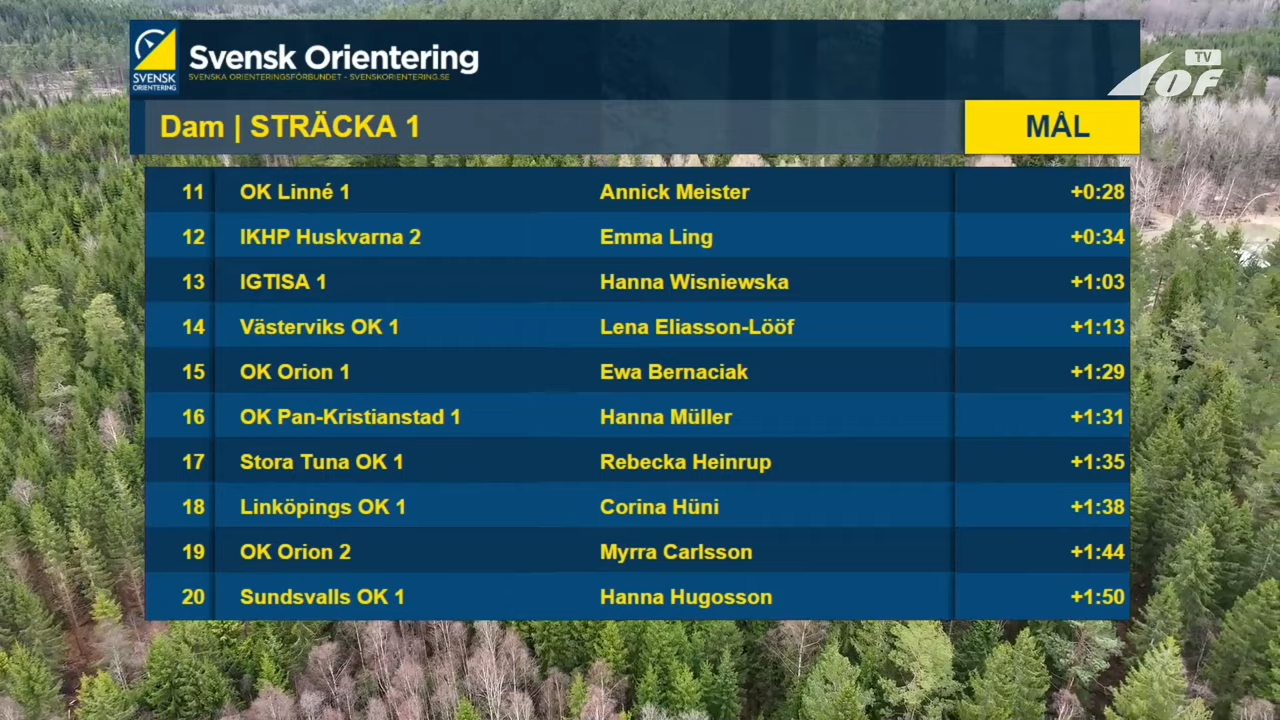 Svensk Orientering
SVENSKA ORIENTERINGSFÖRBUNDET - SVENSKORIENTERING.SE
SVENSK
ORIENTERING
TV
OF
Dam | STRÄCKA 1 MÅL
11 OK Linné 1 Annick Meister +0:28
12 IKHP Huskvarna 2 Emma Ling +0:34
13 IGTISA 1 Hanna Wisniewska +1:03
14 Västerviks OK 1 Lena Eliasson-Lööf +1:13
15 OK Orion 1 Ewa Bernaciak +1:29
16 OK Pan-Kristianstad 1 Hanna Müller +1:31
17 Stora Tuna OK 1 Rebecka Heinrup +1:35
18 Linköpings OK 1 Corina Hüni +1:38
19 OK Orion 2 Myrra Carlsson +1:44
20 Sundsvalls OK 1 Hanna Hugosson +1:50